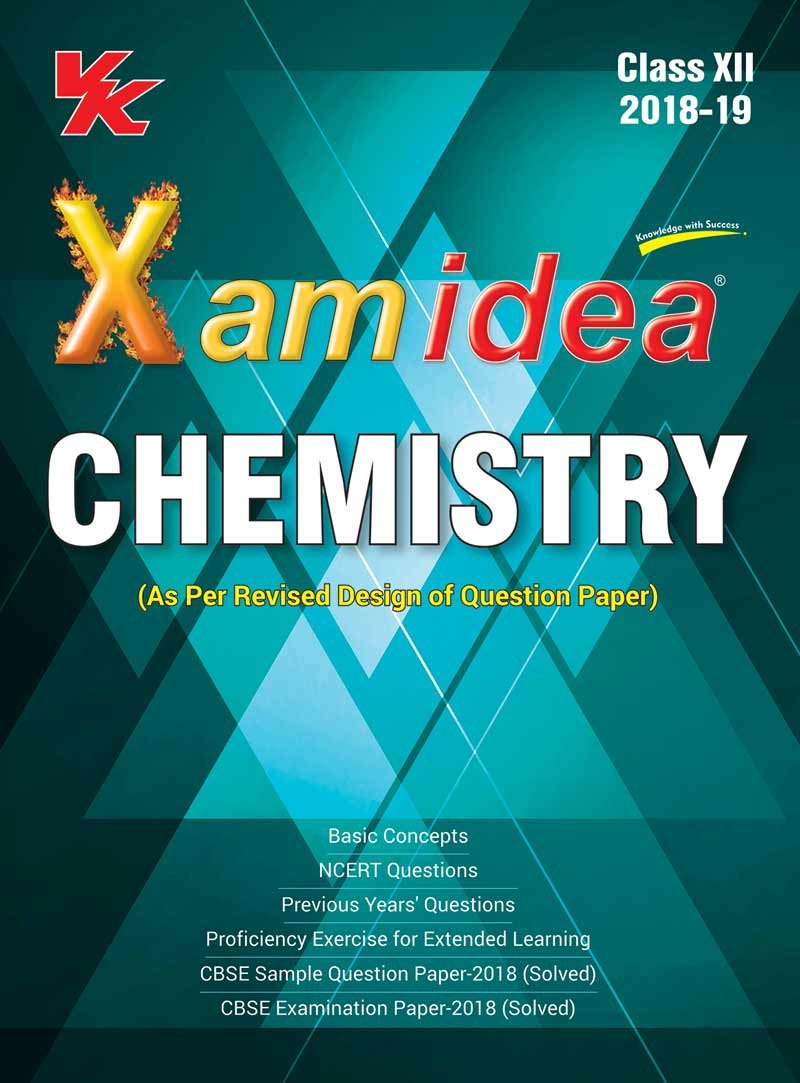 VK
Class XII
2018-19
Knowledge with Success
Xam idea®
CHEMISTRY
(As Per Revised Design of Question Paper)
Basic Concepts
NCERT Questions
Previous Years' Questions
Proficiency Exercise for Extended Learning
CBSE Sample Question Paper-2018 (Solved)
CBSE Examination Paper-2018 (Solved)